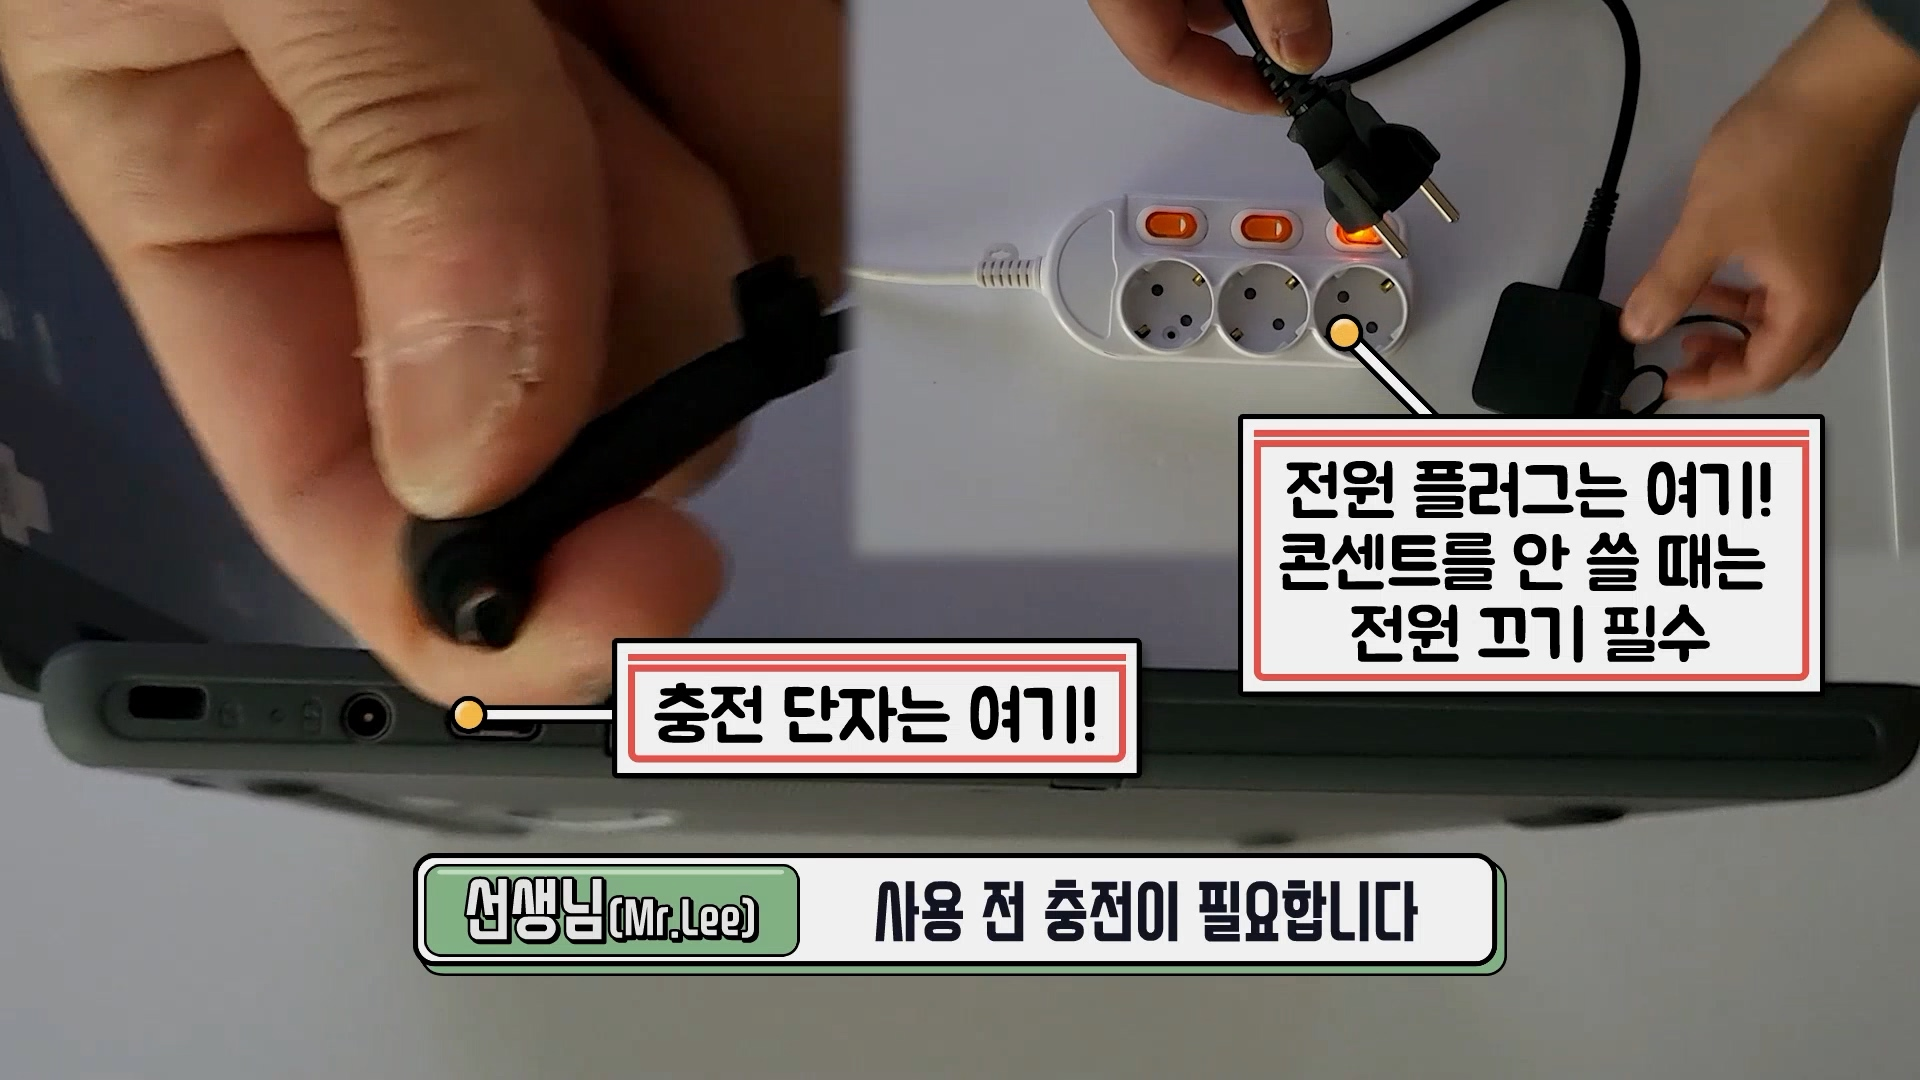 전원 플러그는 여기!
콘센트를 안 쓸 때는
전원 끄기 필수
충전 단자는 여기!
선생님(Mr.Lee) 사용 전 충전이 필요합니다